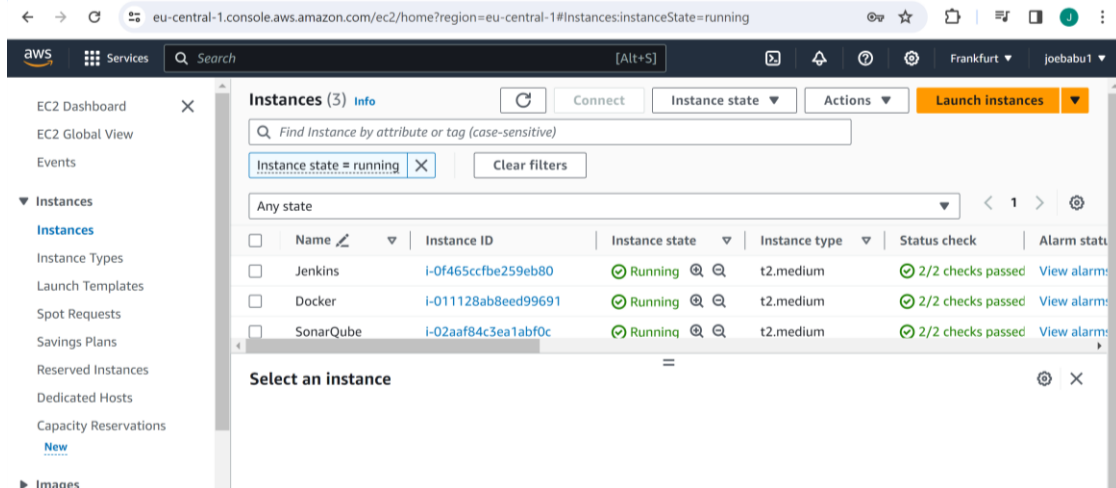 eu-central-1.console.aws.amazon.com/ec2/home?region=eu-central-1#Instances:instanceState=running
J
aws Services Search [Alt+S] Frankfurt joebabu1
EC2 Dashboard
EC2 Global View
Events
Instances
Instances
Instance Types
Launch Templates
Spot Requests
Savings Plans
Reserved Instances
Dedicated Hosts
Capacity Reservations
New
Images
Instances (3) Info Connect Instance state Actions Launch instances
Find Instance by attribute or tag (case-sensitive)
Instance state = running Clear filters
Any state 1
Name Instance ID Instance state Instance type Status check Alarm statu
Jenkins i-0f465ccfbe259eb80 Running t2.medium 2/2 checks passed View alarms
Docker i-011128ab8eed99691 Running t2.medium 2/2 checks passed View alarms
SonarQube i-02aaf84c3ea1abf0c Running t2.medium 2/2 checks passed View alarms
Select an instance